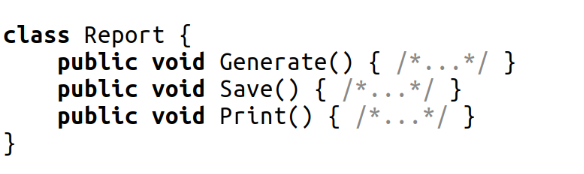 class Report {
    public void Generate() { /*...*/ }
    public void Save() { /*...*/ }
    public void Print() { /*...*/ }
}